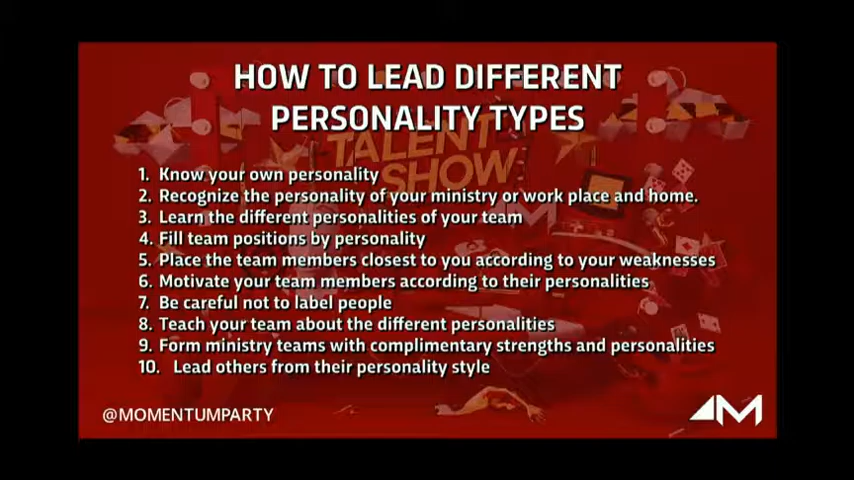 HOW TO LEAD DIFFERENT
PERSONALITY TYPES
TALENT
SHOW
1. Know your own personality
2. Recognize the personality of your ministry or work place and home.
3. Learn the different personalities of your team
4. Fill team positions by personality
5. Place the team members closest to you according to your weaknesses
6. Motivate your team members according to their personalities
7. Be careful not to label people
8. Teach your team about the different personalities
9. Form ministry teams with complimentary strengths and personalities
10. Lead others from their personality style
@MOMENTUMPARTY
M